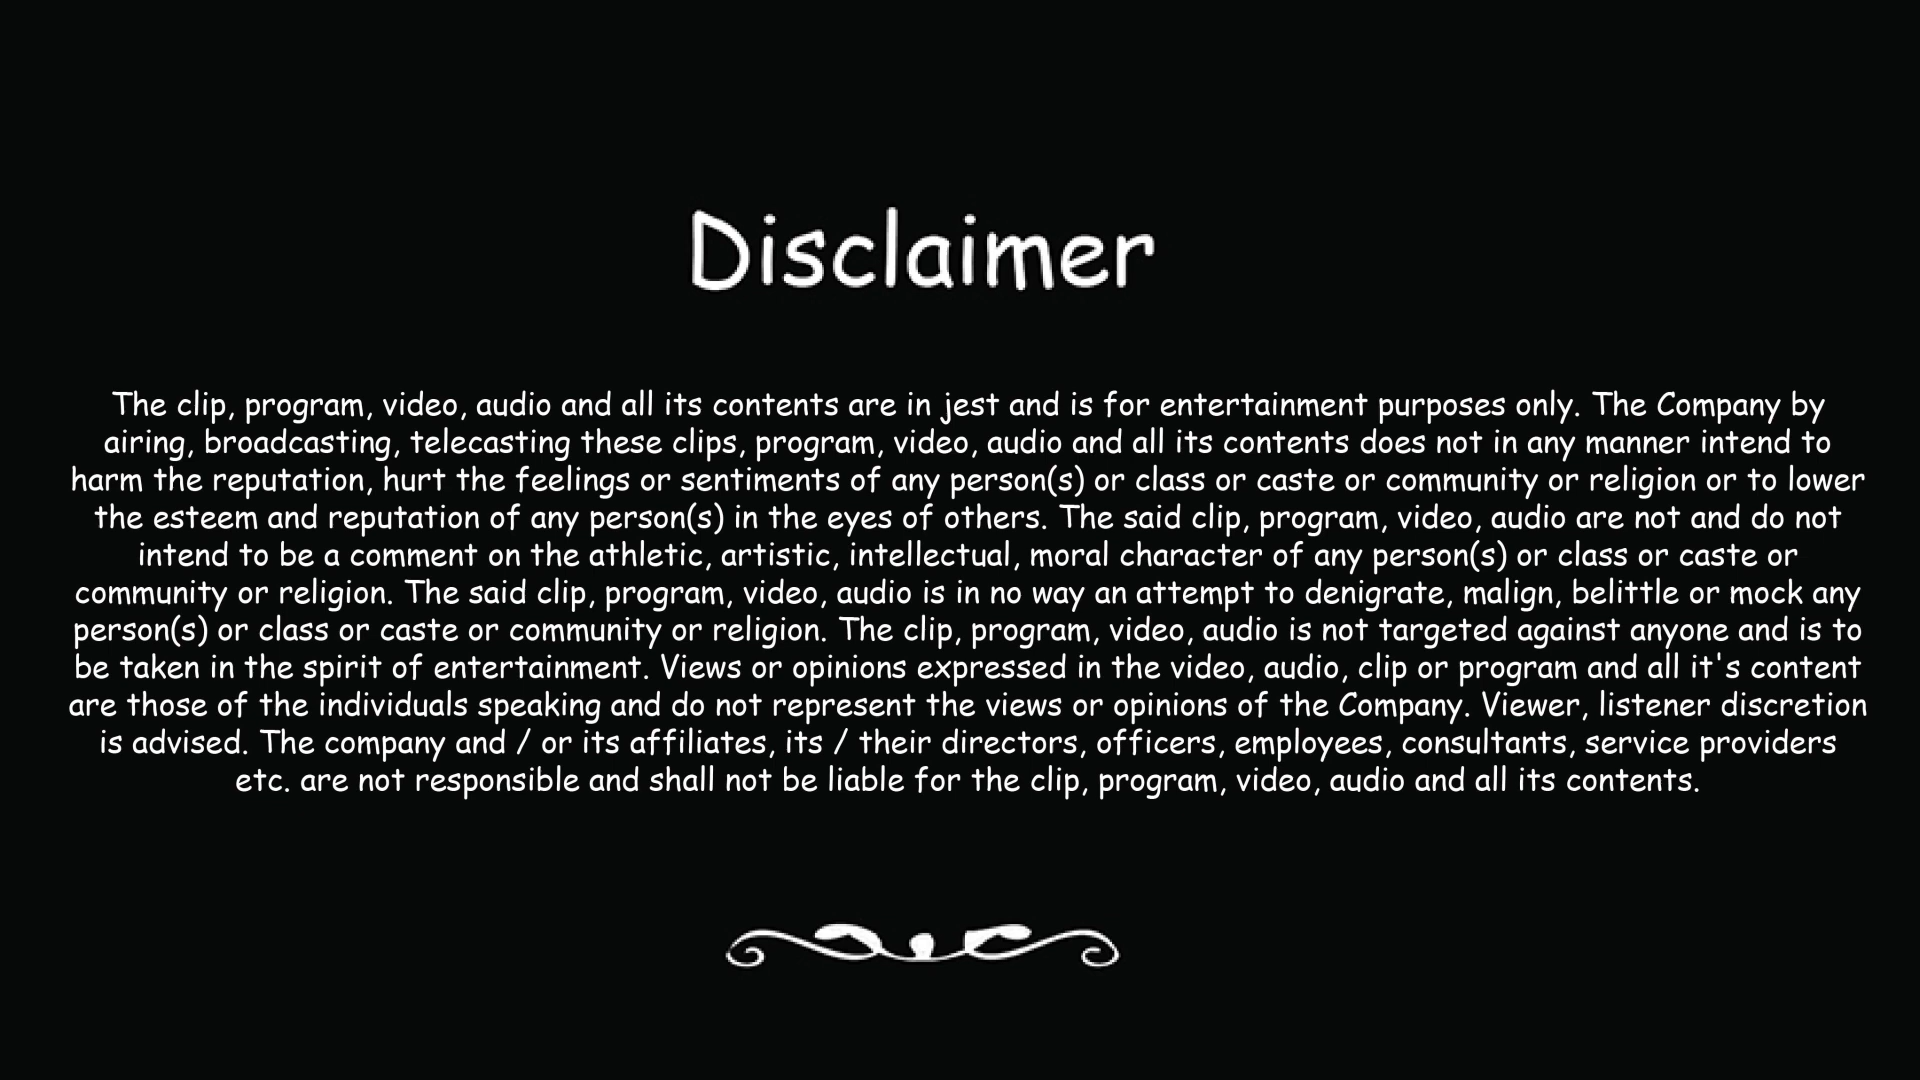 Disclaimer
The clip, program, video, audio and all its contents are in jest and is for entertainment purposes only. The Company by
airing, broadcasting, telecasting these clips, program, video, audio and all its contents does not in any manner intend to
harm the reputation, hurt the feelings or sentiments of any person(s) or class or caste or community or religion or to lower
the esteem and reputation of any person(s) in the eyes of others. The said clip, program, video, audio are not and do not
intend to be a comment on the athletic, artistic, intellectual, moral character of any person(s) or class or caste or
community or religion. The said clip, program, video, audio is in no way an attempt to denigrate, malign, belittle or mock any
person(s) or class or caste or community or religion. The clip, program, video, audio is not targeted against anyone and is to
be taken in the spirit of entertainment. Views or opinions expressed in the video, audio, clip or program and all it's content
are those of the individuals speaking and do not represent the views or opinions of the Company. Viewer, listener discretion
is advised. The company and / or its affiliates, its / their directors, officers, employees, consultants, service providers
etc. are not responsible and shall not be liable for the clip, program, video, audio and all its contents.